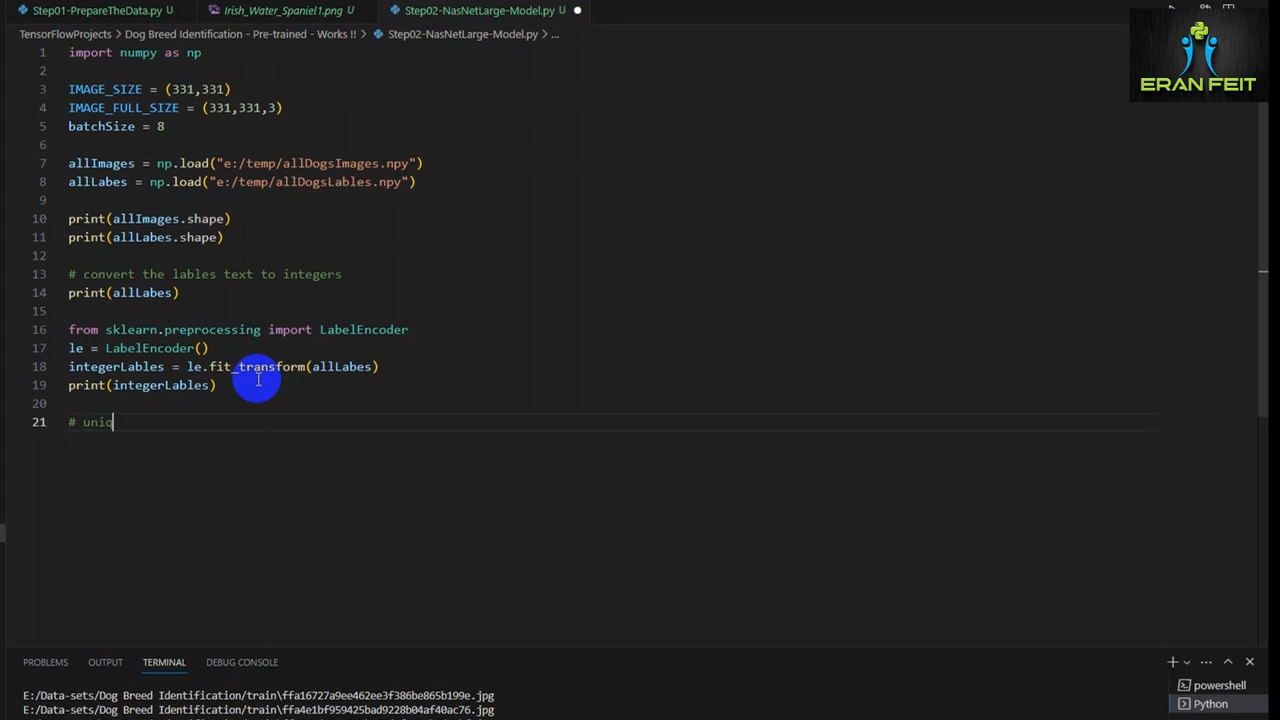 Step01-PrepareTheData.py U
Irish_Water_Spaniel1.png U
Step02-NasNetLarge-Model.py U
ERAN FEIT
TensorFlowProjects > Dog Breed Identification - Pre-trained - Works !! > Step02-NasNetLarge-Model.py > ...
1 import numpy as np
2
3 IMAGE_SIZE = (331,331)
4 IMAGE_FULL_SIZE = (331,331,3)
5 batchSize = 8
6
7 allImages = np.load("e:/temp/allDogsImages.npy")
8 allLabes = np.load("e:/temp/allDogsLables.npy")
9
10 print(allImages.shape)
11 print(allLabes.shape)
12
13 # convert the lables text to integers
14 print(allLabes)
15
16 from sklearn.preprocessing import LabelEncoder
17 le = LabelEncoder()
18 integerLables = le.fit_transform(allLabes)
19 print(integerLables)
20
21 # uniq
PROBLEMS OUTPUT TERMINAL DEBUG CONSOLE
E:/Data-sets/Dog Breed Identification/train\ffa16727a9ee462ee3f386be865b199e.jpg
E:/Data-sets/Dog Breed Identification/train\ffa4e1bf959425bad9228b04af40ac76.jpg
powershell
Python